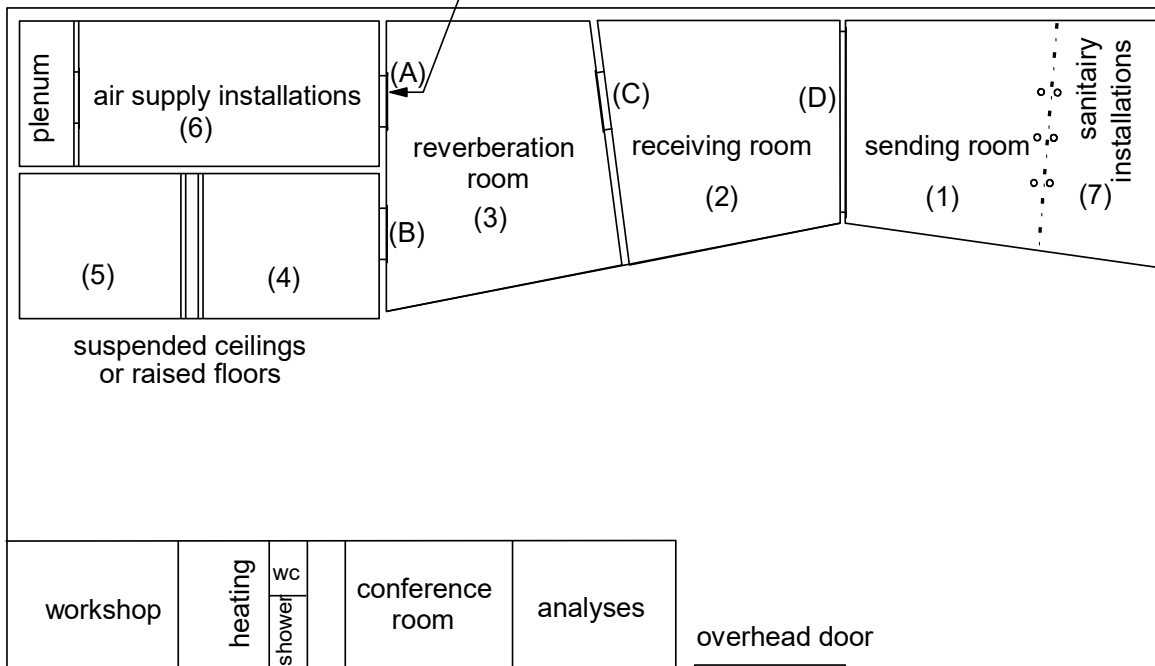 plenum
air supply installations
(6)
(A)
reverberation
room
(3)
(B)
(C)
receiving room
(2)
(D)
sending room
(1)
sanitairy
installations
(7)
(5)
(4)
suspended ceilings
or raised floors
workshop
heating
wc
shower
conference
room
analyses
overhead door